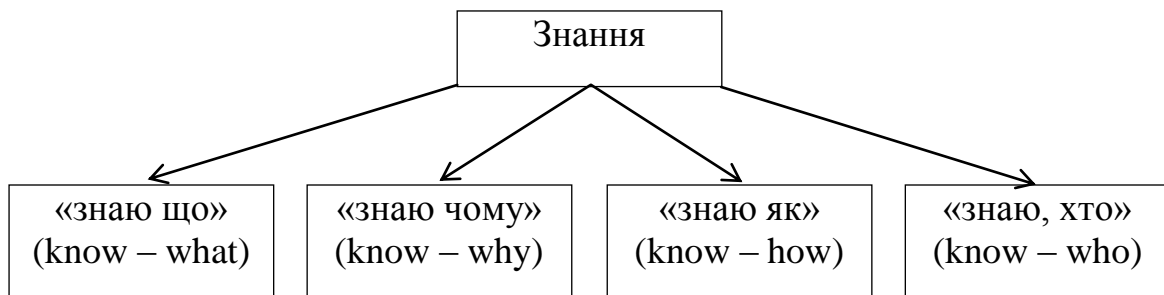 Знання
«знаю що»
(know – what)
«знаю чому»
(know – why)
«знаю як»
(know – how)
«знаю, хто»
(know – who)